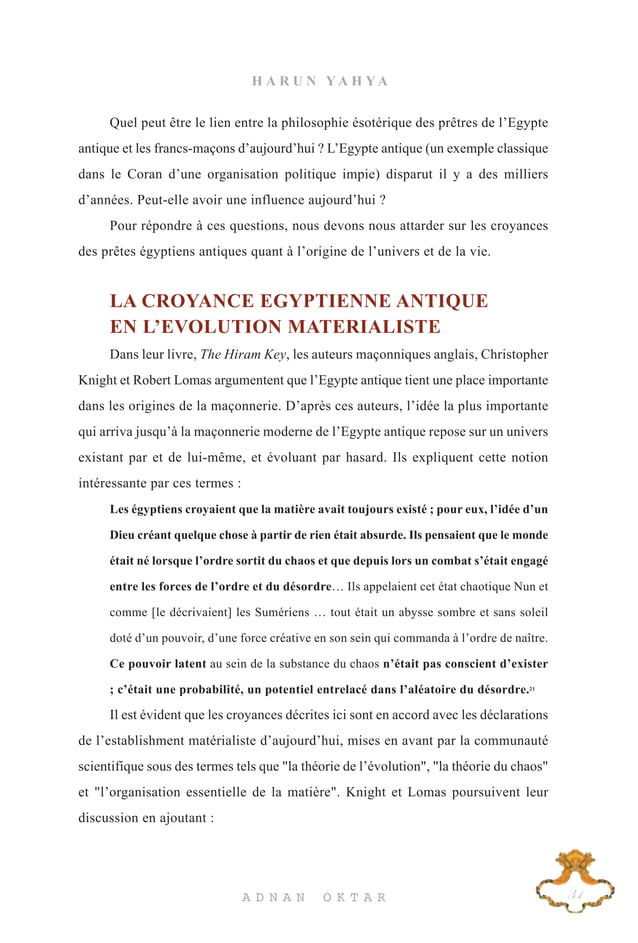 HARUN YAHYA
Quel peut être le lien entre la philosophie ésotérique des prêtres de l’Egypte
antique et les francs-maçons d’aujourd’hui ? L’Egypte antique (un exemple classique
dans le Coran d’une organisation politique impie) disparut il y a des milliers
d’années. Peut-elle avoir une influence aujourd’hui ?
Pour répondre à ces questions, nous devons nous attarder sur les croyances
des prêtes égyptiens antiques quant à l’origine de l’univers et de la vie.
LA CROYANCE EGYPTIENNE ANTIQUE
EN L’EVOLUTION MATERIALISTE
Dans leur livre, The Hiram Key, les auteurs maçonniques anglais, Christopher
Knight et Robert Lomas argumentent que l’Egypte antique tient une place importante
dans les origines de la maçonnerie. D’après ces auteurs, l’idée la plus importante
qui arriva jusqu’à la maçonnerie moderne de l’Egypte antique repose sur un univers
existant par et de lui-même, et évoluant par hasard. Ils expliquent cette notion
intéressante par ces termes :
Les égyptiens croyaient que la matière avait toujours existé ; pour eux, l’idée d’un
Dieu créant quelque chose à partir de rien était absurde. Ils pensaient que le monde
était né lorsque l’ordre sortit du chaos et que depuis lors un combat s’était engagé
entre les forces de l’ordre et du désordre… Ils appelaient cet état chaotique Nun et
comme [le décrivaient] les Sumériens … tout était un abysse sombre et sans soleil
doté d’un pouvoir, d’une force créative en son sein qui commanda à l’ordre de naître.
Ce pouvoir latent au sein de la substance du chaos n’était pas conscient d’exister
; c’était une probabilité, un potentiel entrelacé dans l’aléatoire du désordre.21
Il est évident que les croyances décrites ici sont en accord avec les déclarations
de l’establishment matérialiste d’aujourd’hui, mises en avant par la communauté
scientifique sous des termes tels que "la théorie de l’évolution", "la théorie du chaos"
et "l’organisation essentielle de la matière". Knight et Lomas poursuivent leur
discussion en ajoutant :
ADNAN OKTAR
31